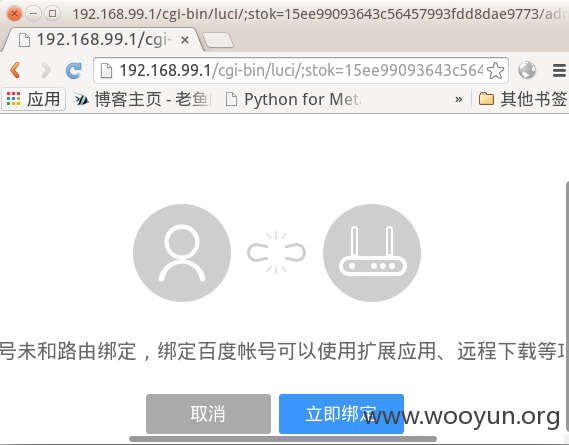 192.168.99.1/cgi-bin/luci/;stok=15ee99093643c56457993fdd8dae9773/adm
192.168.99.1/cgi-
192.168.99.1/cgi-bin/luci/;stok=15ee99093643c564
应用 博客主页 - 老鱼 Python for Meta » 其他书签
号未和路由绑定，绑定百度帐号可以使用扩展应用、远程下载等
取消 立即绑定
www.wooyun.org